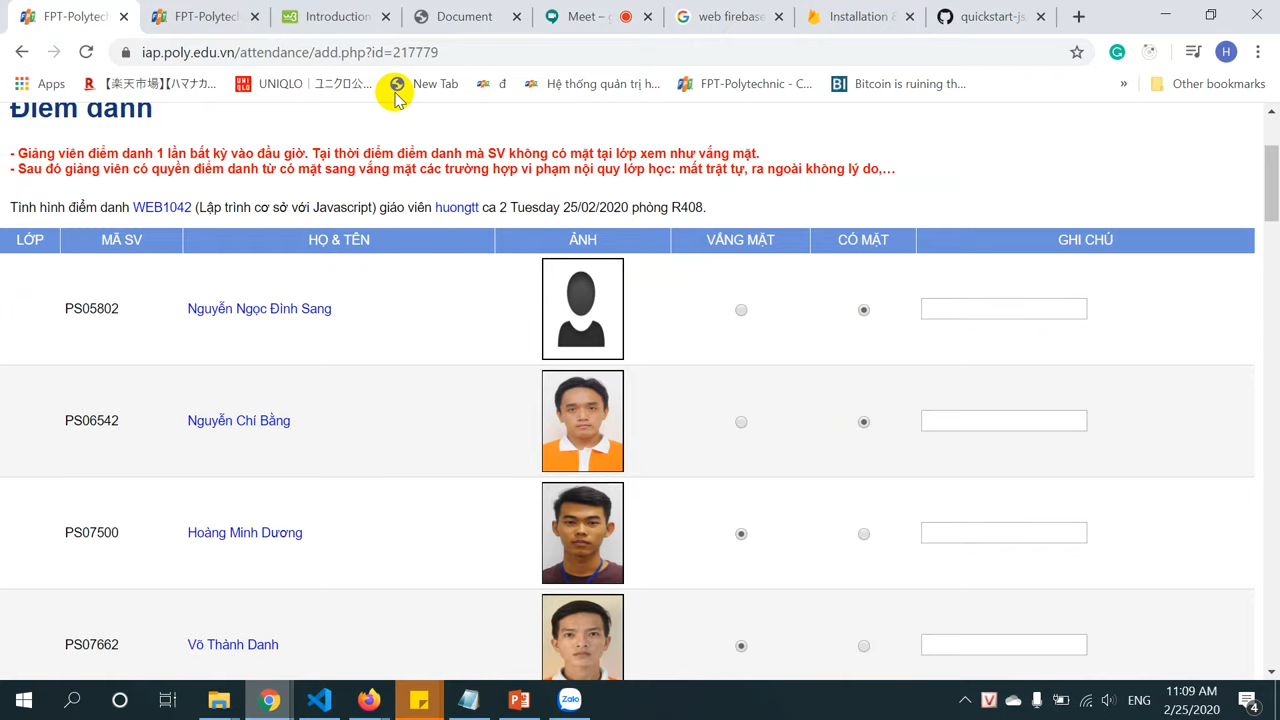 FPT-Polytech
FPT-Polytech
Introduction
Document
Meet –
web firebase
Installation &
quickstart-js
iap.poly.edu.vn/attendance/add.php?id=217779
H
Apps
【楽天市場】【ハマナカ...
UNIQLO｜ユニクロ公...
New Tab
đ
Hệ thống quản trị h...
FPT-Polytechnic - C...
Bitcoin is ruining th...
»
Other bookmarks
Điểm danh
- Giảng viên điểm danh 1 lần bất kỳ vào đầu giờ. Tại thời điểm điểm danh mà SV không có mặt tại lớp xem như vắng mặt.
- Sau đó giảng viên có quyền điểm danh từ có mặt sang vắng mặt các trường hợp vi phạm nội quy lớp học: mất trật tự, ra ngoài không lý do,...
Tình hình điểm danh WEB1042 (Lập trình cơ sở với Javascript) giáo viên huongtt ca 2 Tuesday 25/02/2020 phòng R408.
LỚP MÃ SV HỌ & TÊN ẢNH VẮNG MẶT CÓ MẶT GHI CHÚ
PS05802 Nguyễn Ngọc Đình Sang
PS06542 Nguyễn Chí Bằng
PS07500 Hoàng Minh Dương
PS07662 Võ Thành Danh
Zalo
ENG
11:09 AM
2/25/2020
4